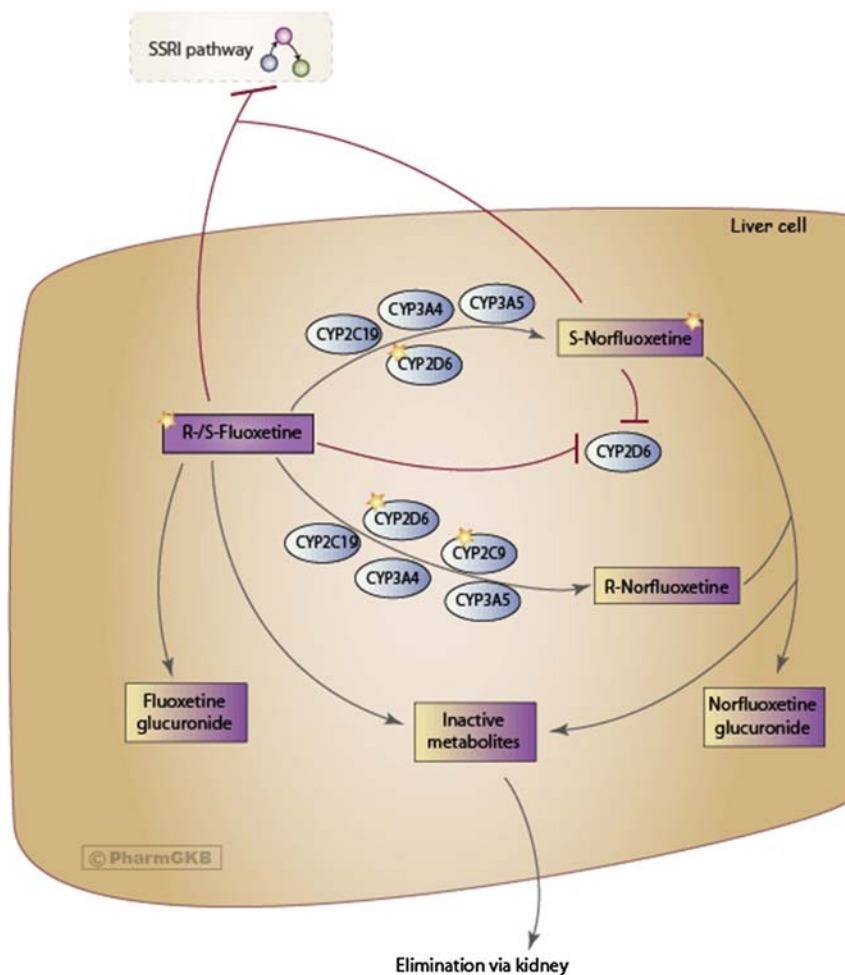 SSRI pathway
Liver cell
CYP3A4
CYP3A5
CYP2C19
CYP2D6
S-Norfluoxetine
R-/S-Fluoxetine
CYP2D6
CYP2D6
CYP2C19
CYP2C9
CYP3A4
CYP3A5
R-Norfluoxetine
Fluoxetine
glucuronide
Inactive
metabolites
Norfluoxetine
glucuronide
© PharmGKB
Elimination via kidney